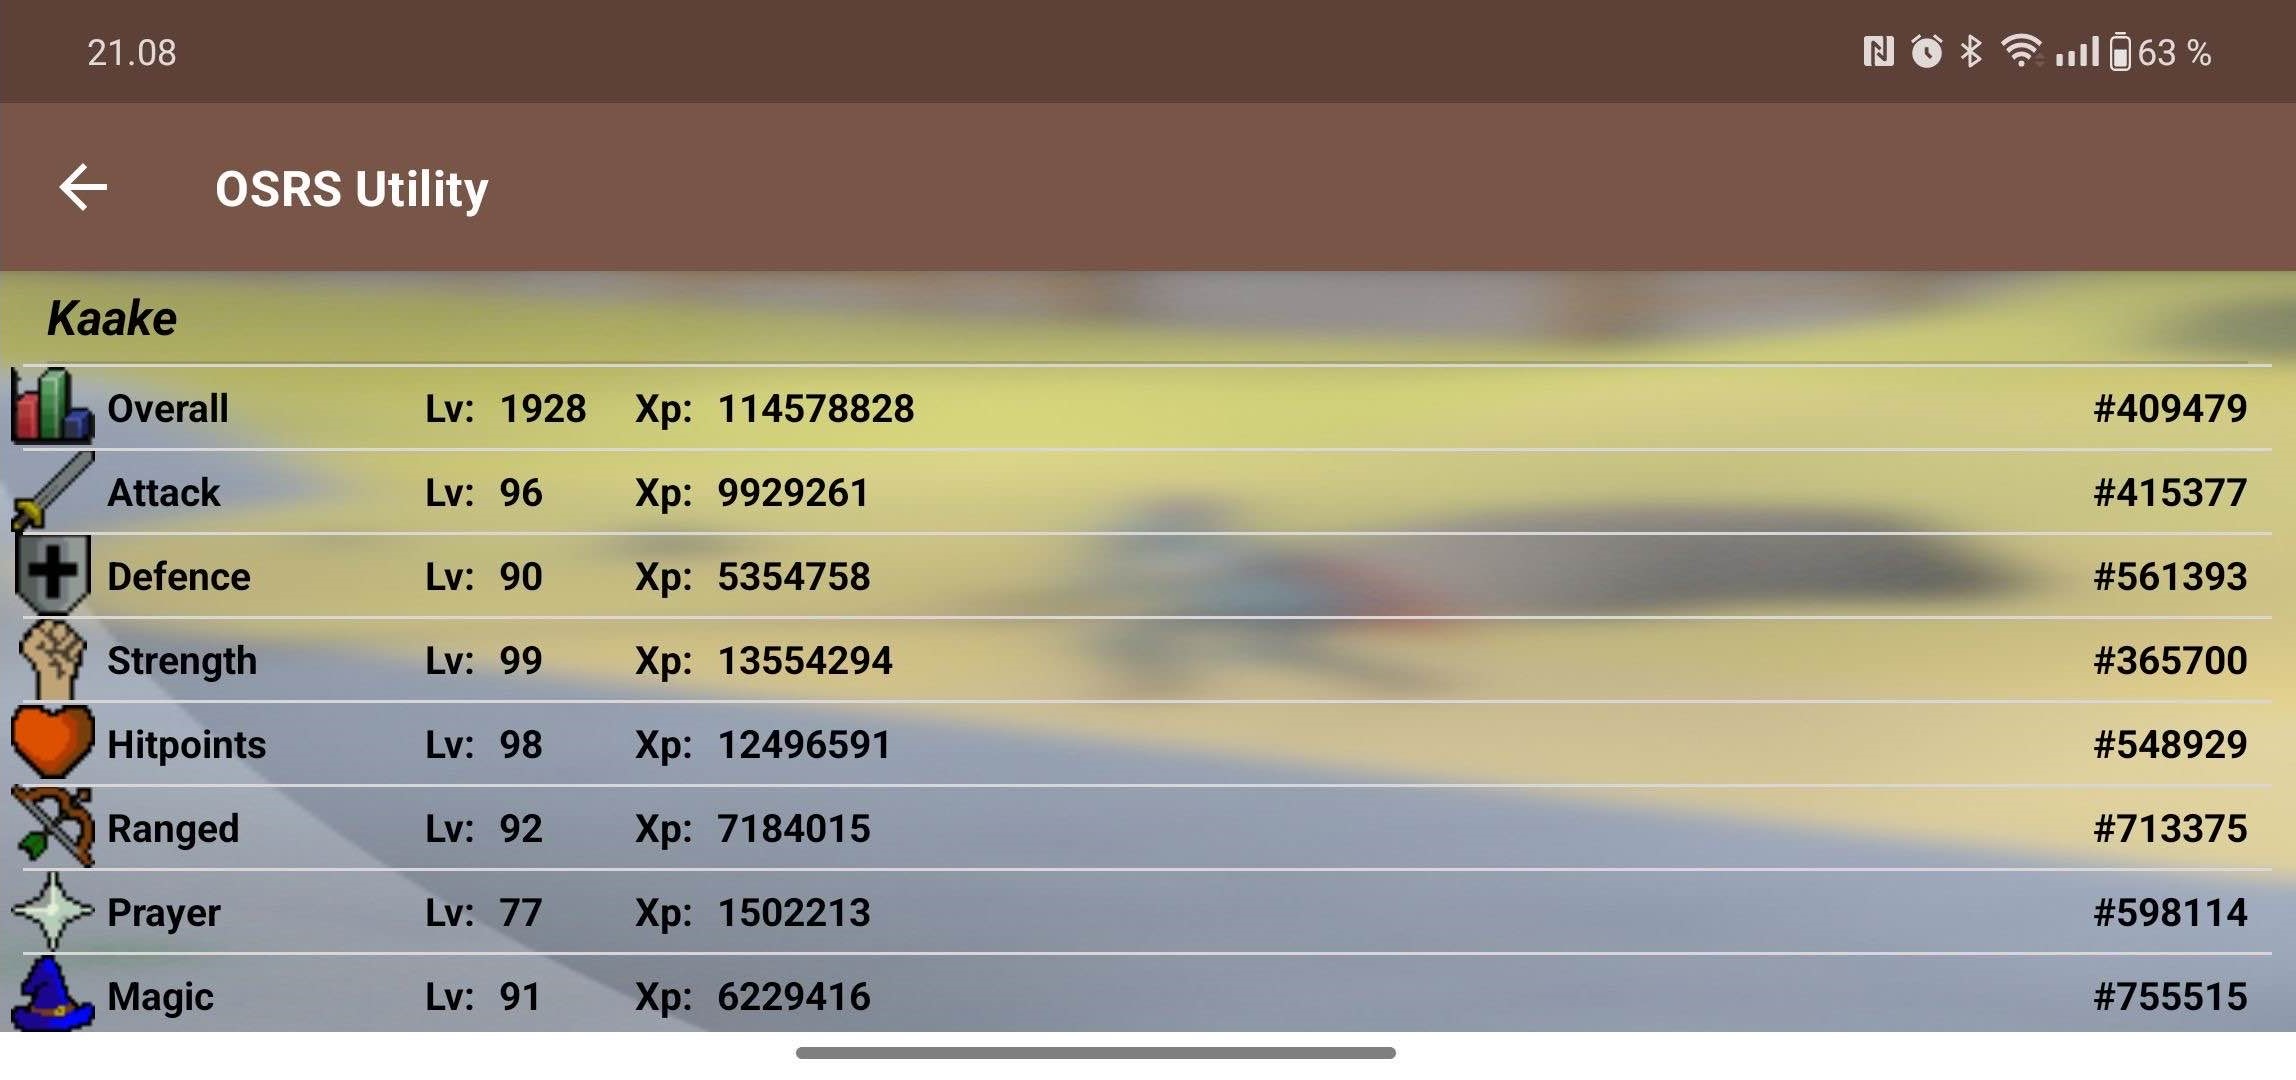 21.08 63 %
OSRS Utility
Kaake
Overall Lv: 1928 Xp: 114578828 #409479
Attack Lv: 96 Xp: 9929261 #415377
Defence Lv: 90 Xp: 5354758 #561393
Strength Lv: 99 Xp: 13554294 #365700
Hitpoints Lv: 98 Xp: 12496591 #548929
Ranged Lv: 92 Xp: 7184015 #713375
Prayer Lv: 77 Xp: 1502213 #598114
Magic Lv: 91 Xp: 6229416 #755515